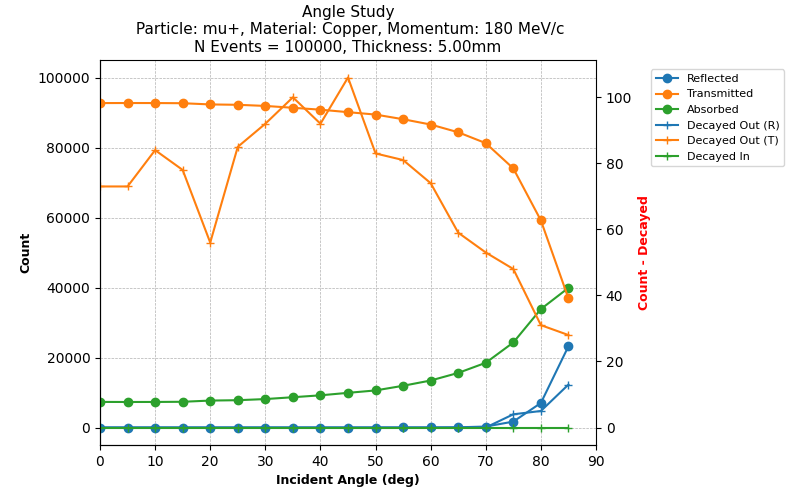 Angle Study
Particle: mu+, Material: Copper, Momentum: 180 MeV/c
N Events = 100000, Thickness: 5.00mm
100000
80000
60000
40000
20000
0
Count
100
80
60
40
20
0
Count - Decayed
0 10 20 30 40 50 60 70 80 90
Incident Angle (deg)
Reflected
Transmitted
Absorbed
Decayed Out (R)
Decayed Out (T)
Decayed In